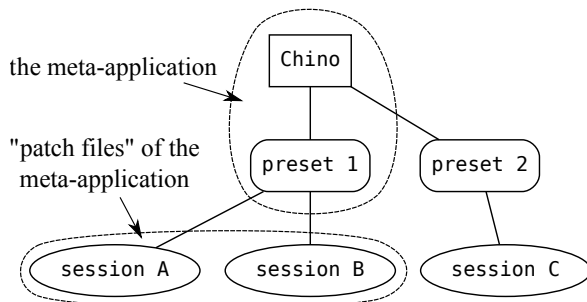 Chino
the meta-application
"patch files" of the
meta-application
preset 1
preset 2
session A
session B
session C